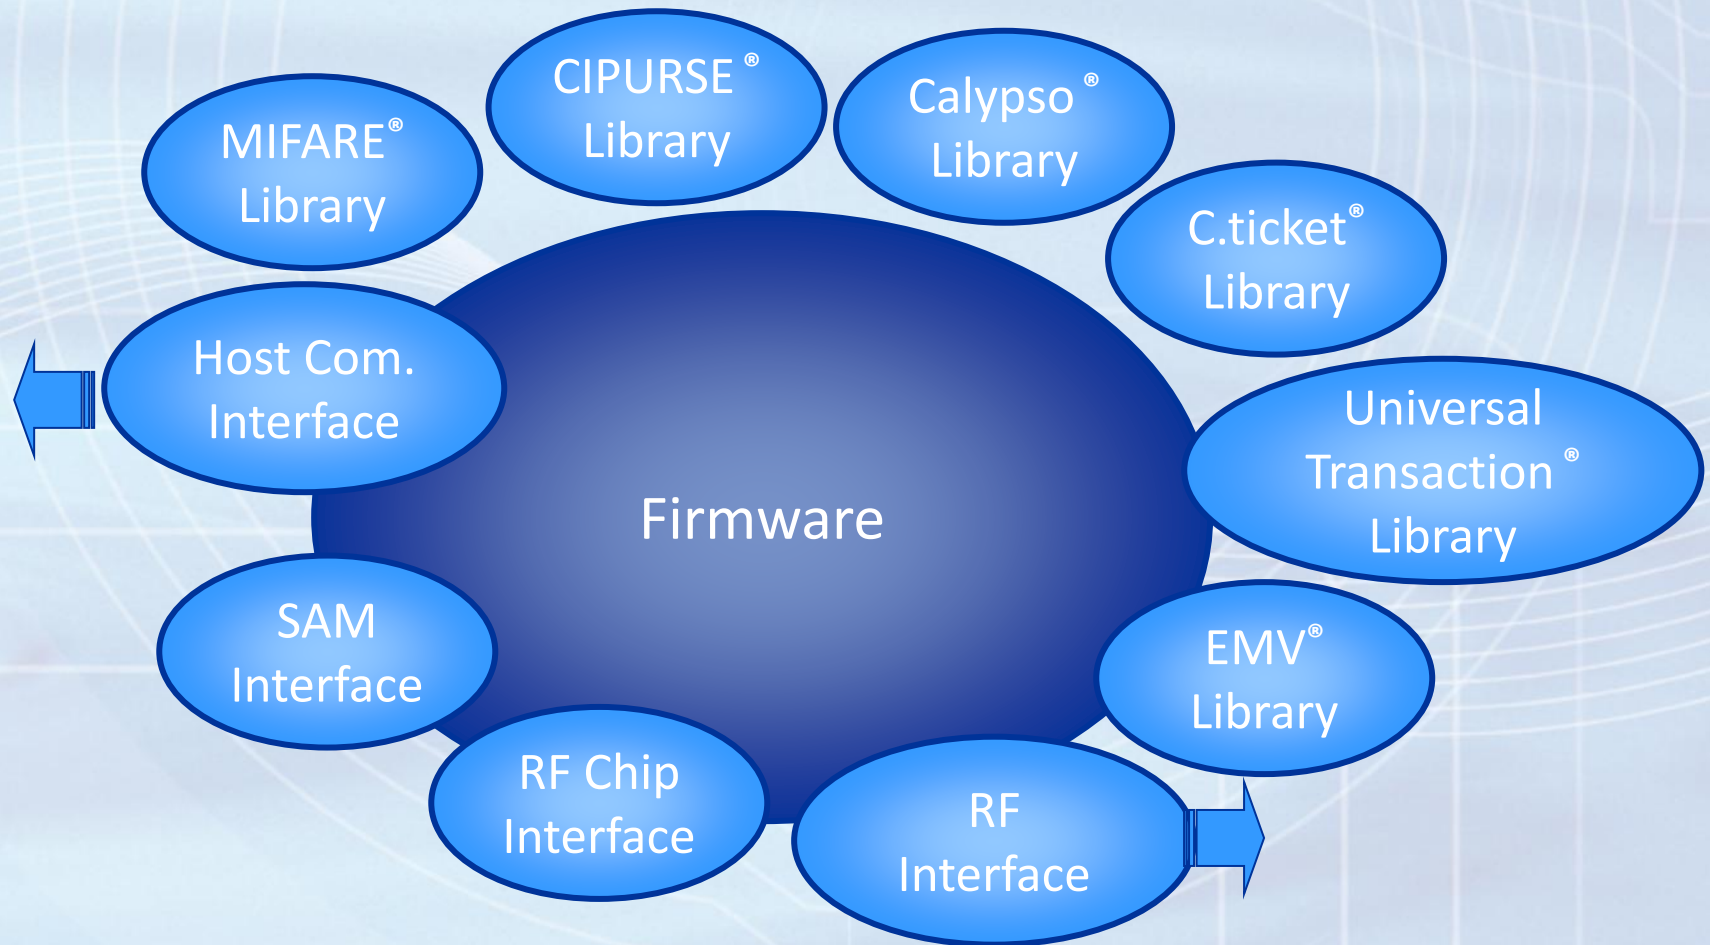 CIPURSE ®
Library
Calypso ®
Library
MIFARE®
Library
C.ticket®
Library
Host Com.
Interface
Universal
Transaction ®
Library
Firmware
SAM
Interface
EMV®
Library
RF Chip
Interface
RF
Interface